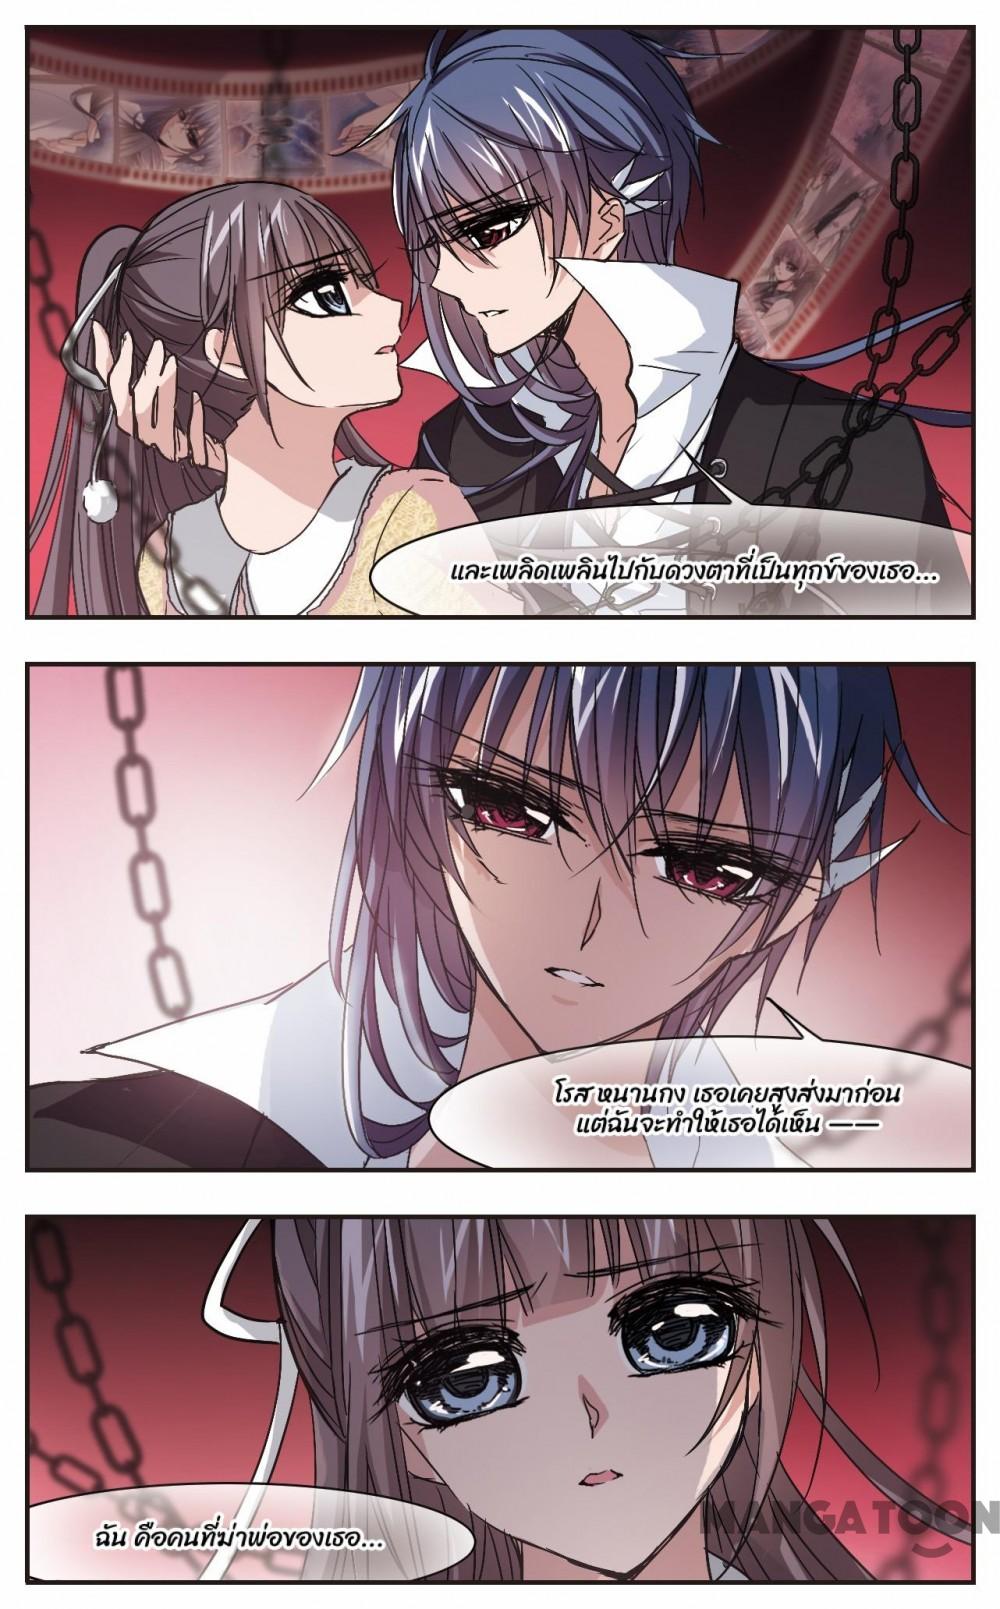 และเพลิดเพลินไปกับดวงตาที่เป็นทุกข์ของเธอ...
โรส หนานกง เธอเคยสูงส่งมาก่อน
แต่ฉันจะทำให้เธอได้เห็น ——
ฉัน คือคนที่ฆ่าพ่อของเธอ...
MANGATOON